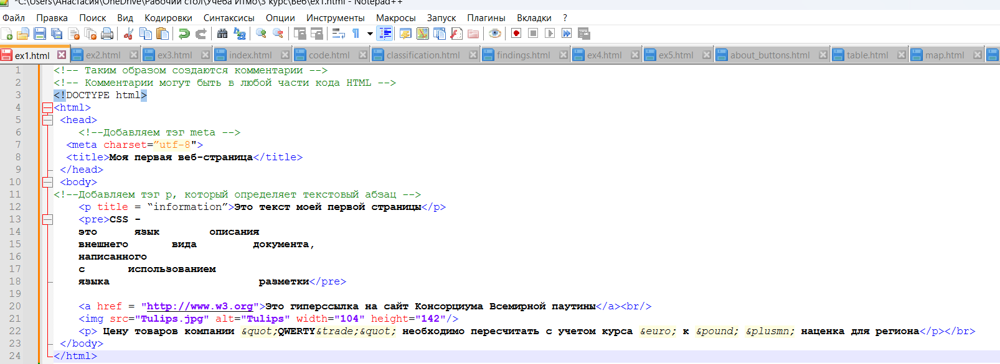 *C:\Users\Анастасия\OneDrive\Рабочий стол\Учеба Итмо\3 курс\Веб\ex1.html - Notepad++
Файл Правка Поиск Вид Кодировки Синтаксисы Опции Инструменты Макросы Запуск Плагины Вкладки ?
ex1.html ex2.html ex3.html index.html code.html classification.html findings.html ex4.html ex5.html about_buttons.html table.html map.html
1 <!-- Таким образом создаются комментарии -->
2 <!-- Комментарии могут быть в любой части кода HTML -->
3 <!DOCTYPE html>
4 <html>
5 <head>
6 <!--Добавляем тэг meta -->
7 <meta charset=”utf-8">
8 <title>Моя первая веб-страница</title>
9 </head>
10 <body>
11 <!--Добавляем тэг p, который определяет текстовый абзац -->
12 <p title = “information”>Это текст моей первой страницы</p>
13 <pre>CSS -
14 это язык описания
15 внешнего вида документа,
16 написанного
17 с использованием
18 языка разметки</pre>
19
20 <a href = "http://www.w3.org">Это гиперссылка на сайт Консорциума Всемирной паутины</a><br/>
21 <img src="Tulips.jpg" alt="Tulips" width="104" height="142"/>
22 <p> Цену товаров компании &quot;QWERTY&trade;&quot; необходимо пересчитать с учетом курса &euro; к &pound; &plusmn; наценка для региона</p></br>
23 </body>
24 </html>